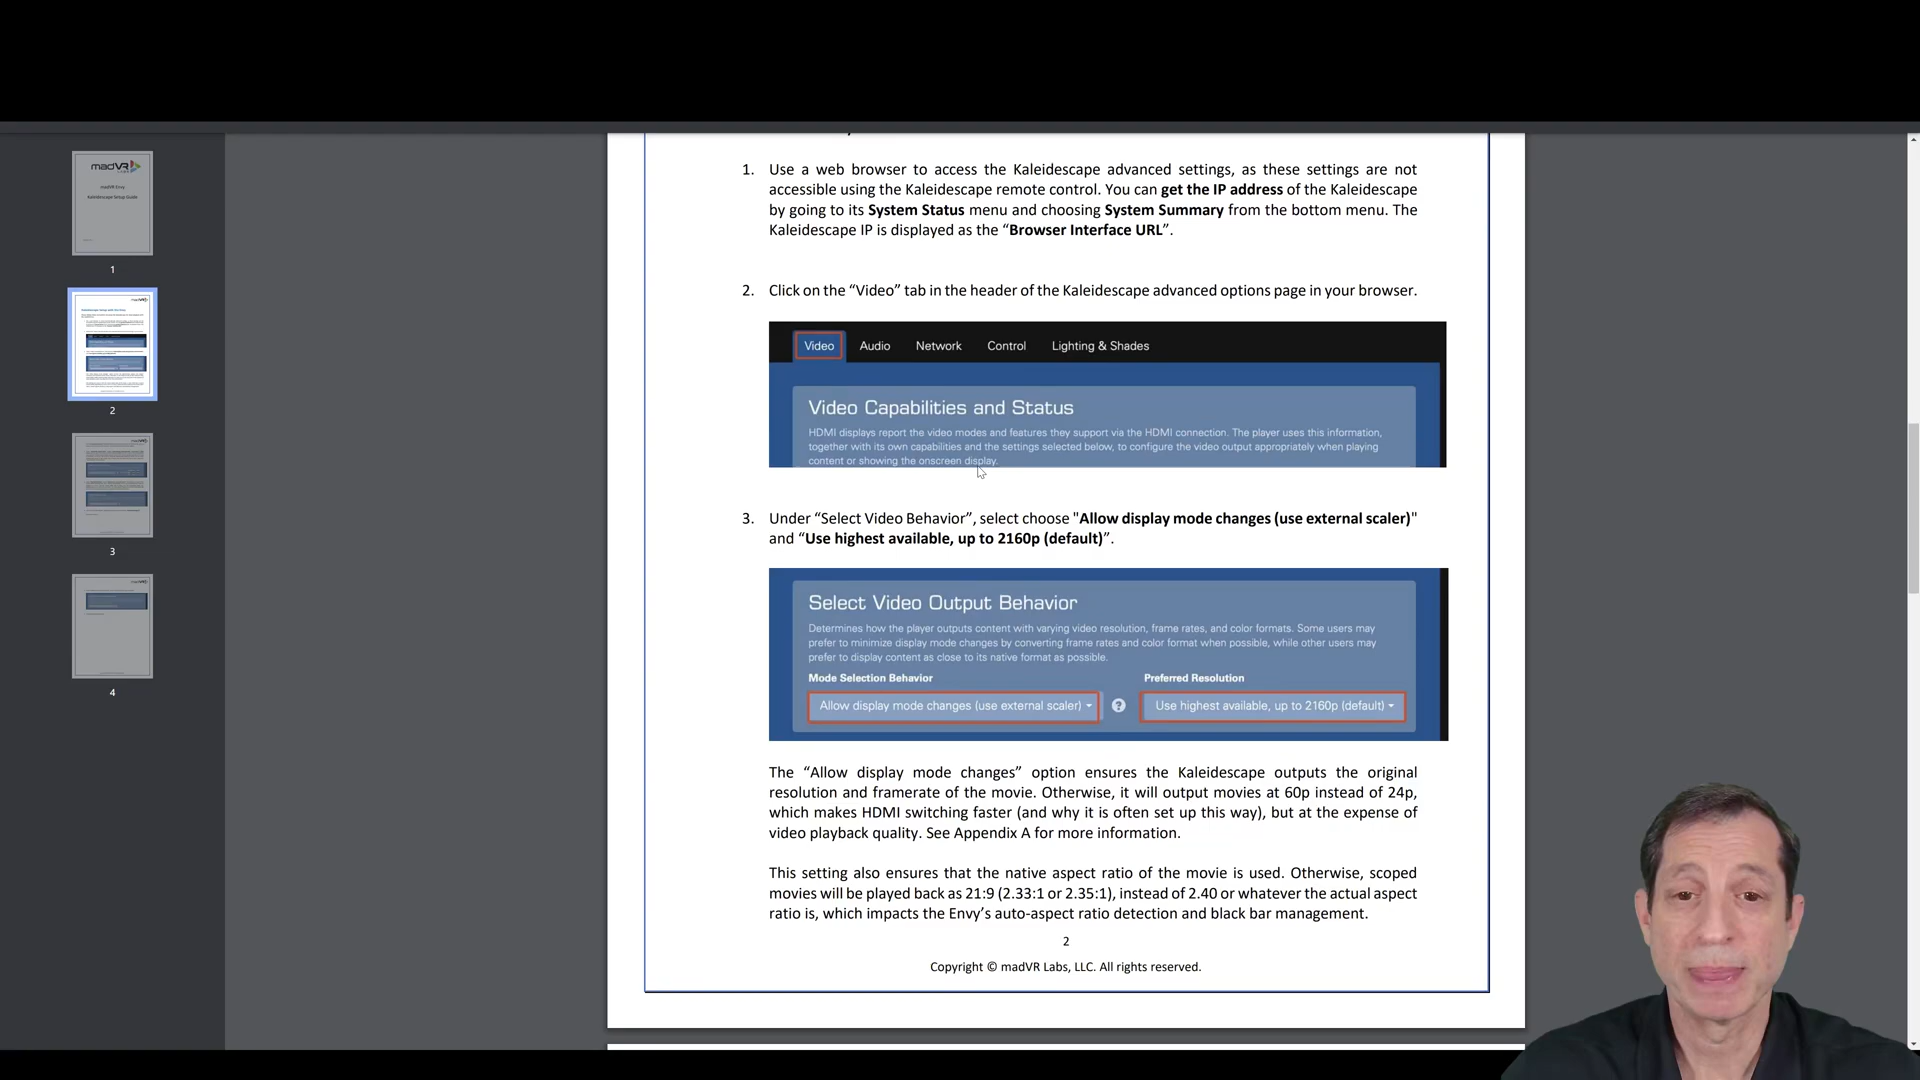 madVR
LABS
madVR Envy
Kaleidescape Setup Guide
1
2
3
4
1. Use a web browser to access the Kaleidescape advanced settings, as these settings are not
accessible using the Kaleidescape remote control. You can get the IP address of the Kaleidescape
by going to its System Status menu and choosing System Summary from the bottom menu. The
Kaleidescape IP is displayed as the “Browser Interface URL”.
2. Click on the “Video” tab in the header of the Kaleidescape advanced options page in your browser.
Video Audio Network Control Lighting & Shades
Video Capabilities and Status
HDMI displays report the video modes and features they support via the HDMI connection. The player uses this information,
together with its own capabilities and the settings selected below, to configure the video output appropriately when playing
content or showing the onscreen display.
3. Under “Select Video Behavior”, select choose "Allow display mode changes (use external scaler)"
and “Use highest available, up to 2160p (default)”.
Select Video Output Behavior
Determines how the player outputs content with varying video resolution, frame rates, and color formats. Some users may
prefer to minimize display mode changes by converting frame rates and color format when possible, while other users may
prefer to display content as close to its native format as possible.
Mode Selection Behavior Preferred Resolution
Allow display mode changes (use external scaler) ? Use highest available, up to 2160p (default)
The “Allow display mode changes” option ensures the Kaleidescape outputs the original
resolution and framerate of the movie. Otherwise, it will output movies at 60p instead of 24p,
which makes HDMI switching faster (and why it is often set up this way), but at the expense of
video playback quality. See Appendix A for more information.
This setting also ensures that the native aspect ratio of the movie is used. Otherwise, scoped
movies will be played back as 21:9 (2.33:1 or 2.35:1), instead of 2.40 or whatever the actual aspect
ratio is, which impacts the Envy’s auto-aspect ratio detection and black bar management.
2
Copyright © madVR Labs, LLC. All rights reserved.